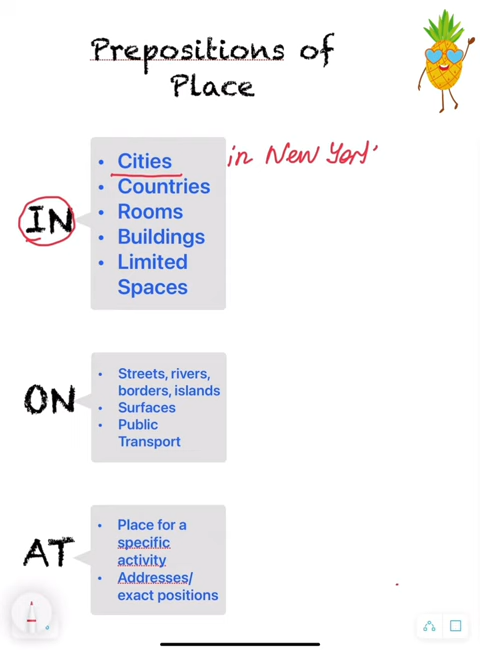 Prepositions of
Place
IN
• Cities
in New York
• Countries
• Rooms
• Buildings
• Limited
Spaces
ON
• Streets, rivers,
borders, islands
• Surfaces
• Public
Transport
AT
• Place for a
specific
activity
• Addresses/
exact positions